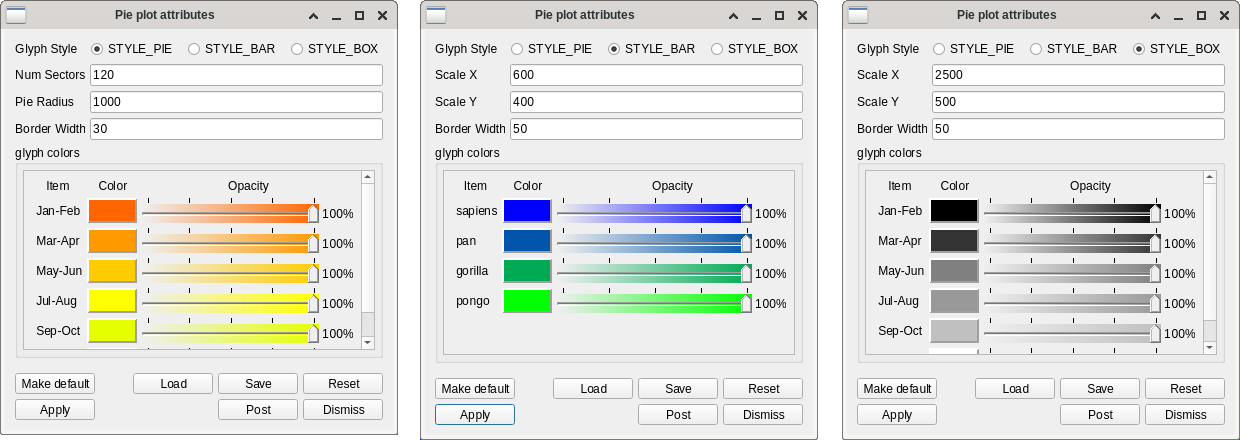 Pie plot attributes
Glyph Style STYLE_PIE STYLE_BAR STYLE_BOX
Num Sectors 120
Pie Radius 1000
Border Width 30
glyph colors
Item Color Opacity
Jan-Feb 100%
Mar-Apr 100%
May-Jun 100%
Jul-Aug 100%
Sep-Oct 100%
Make default Load Save Reset
Apply Post Dismiss
Pie plot attributes
Glyph Style STYLE_PIE STYLE_BAR STYLE_BOX
Scale X 600
Scale Y 400
Border Width 50
glyph colors
Item Color Opacity
sapiens 100%
pan 100%
gorilla 100%
pongo 100%
Make default Load Save Reset
Apply Post Dismiss
Pie plot attributes
Glyph Style STYLE_PIE STYLE_BAR STYLE_BOX
Scale X 2500
Scale Y 500
Border Width 50
glyph colors
Item Color Opacity
Jan-Feb 100%
Mar-Apr 100%
May-Jun 100%
Jul-Aug 100%
Sep-Oct 100%
Make default Load Save Reset
Apply Post Dismiss